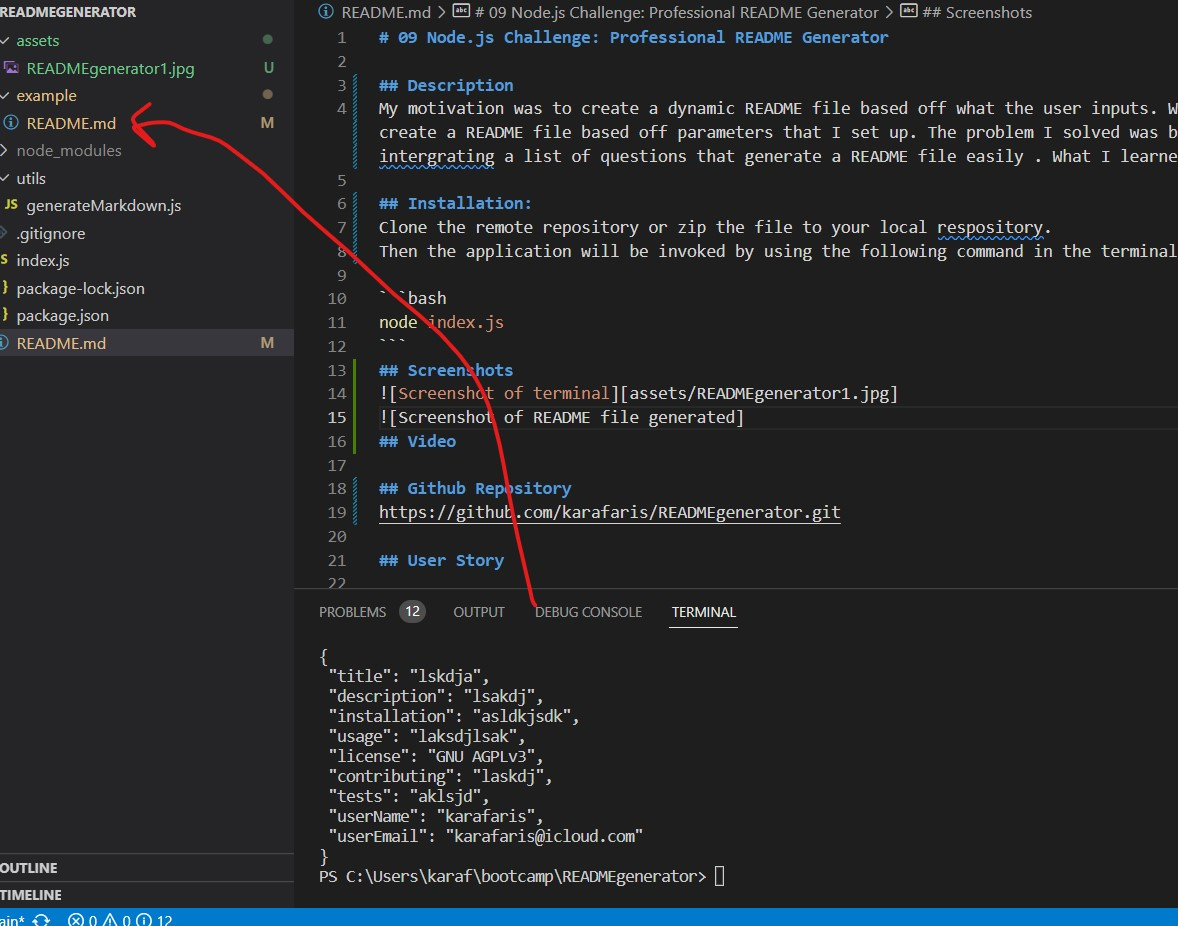 READMEGENERATOR
assets
READMEgenerator1.jpg U
example
README.md M
node_modules
utils
JS generateMarkdown.js
.gitignore
S index.js
} package-lock.json
} package.json
README.md M
OUTLINE
TIMELINE
README.md > abc # 09 Node.js Challenge: Professional README Generator > abc ## Screenshots
1 # 09 Node.js Challenge: Professional README Generator
2
3 ## Description
4 My motivation was to create a dynamic README file based off what the user inputs. W
create a README file based off parameters that I set up. The problem I solved was b
intergrating a list of questions that generate a README file easily . What I learne
5
6 ## Installation:
7 Clone the remote repository or zip the file to your local respository.
8 Then the application will be invoked by using the following command in the terminal
9
10 ```bash
11 node index.js
12 ```
13 ## Screenshots
14 ![Screenshot of terminal][assets/READMEgenerator1.jpg]
15 ![Screenshot of README file generated]
16 ## Video
17
18 ## Github Repository
19 https://github.com/karafaris/READMEgenerator.git
20
21 ## User Story
22
PROBLEMS 12 OUTPUT DEBUG CONSOLE TERMINAL
{
"title": "lskdja",
"description": "lsakdj",
"installation": "asldkjsdk",
"usage": "laksdjlsak",
"license": "GNU AGPLv3",
"contributing": "laskdj",
"tests": "aklsjd",
"userName": "karafaris",
"userEmail": "karafaris@icloud.com"
}
PS C:\Users\karaf\bootcamp\READMEgenerator>
ain* 0 0 12